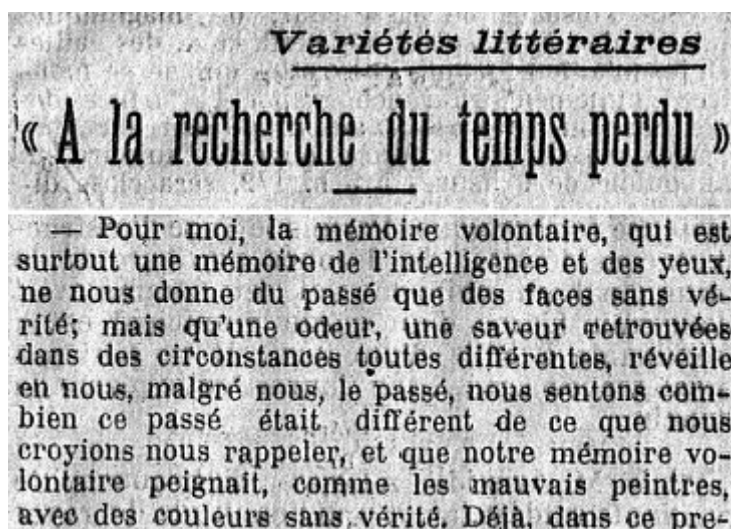 Variétés littéraires
« A la recherche du temps perdu »
— Pour moi, la mémoire volontaire, qui est
surtout une mémoire de l'intelligence et des yeux,
ne nous donne du passé que des faces sans vé-
rité; mais qu'une odeur, une saveur retrouvées
dans des circonstances toutes différentes, réveille
en nous, malgré nous, le passé, nous sentons com-
bien ce passé était différent de ce que nous
croyions nous rappeler, et que notre mémoire vo-
lontaire peignait, comme les mauvais peintres,
avec des couleurs sans vérité. Déjà, dans ce pre-